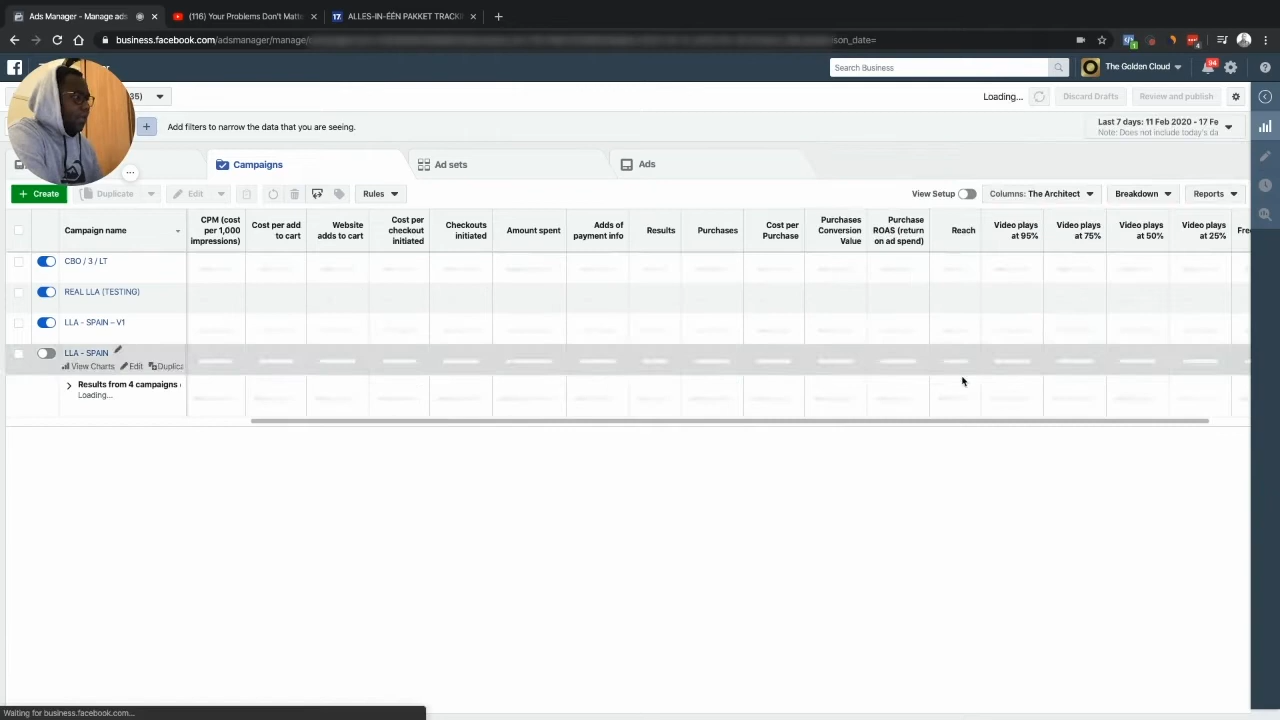 Ads Manager - Manage ads
(116) Your Problems Don't Matte
ALLES-IN-ÉÉN PAKKET TRACKI
business.facebook.com/adsmanager/manage/
son_date=
Search Business
The Golden Cloud
94
35)
Loading...
Discard Drafts
Review and publish
Add filters to narrow the data that you are seeing.
Last 7 days: 11 Feb 2020 - 17 Fe
Note: Does not include today's da
Campaigns
Ad sets
Ads
+ Create
Duplicate
Edit
Rules
View Setup
Columns: The Architect
Breakdown
Reports
Campaign name
CPM (cost per 1,000 impressions)
Cost per add to cart
Website adds to cart
Cost per checkout initiated
Checkouts initiated
Amount spent
Adds of payment info
Results
Purchases
Cost per Purchase
Purchases Conversion Value
Purchase ROAS (return on ad spend)
Reach
Video plays at 95%
Video plays at 75%
Video plays at 50%
Video plays at 25%
Fre
CBO / 3 / LT
REAL LLA (TESTING)
LLA - SPAIN – V1
LLA - SPAIN
View Charts
Edit
Duplica
Results from 4 campaigns
Loading...
Waiting for business.facebook.com...